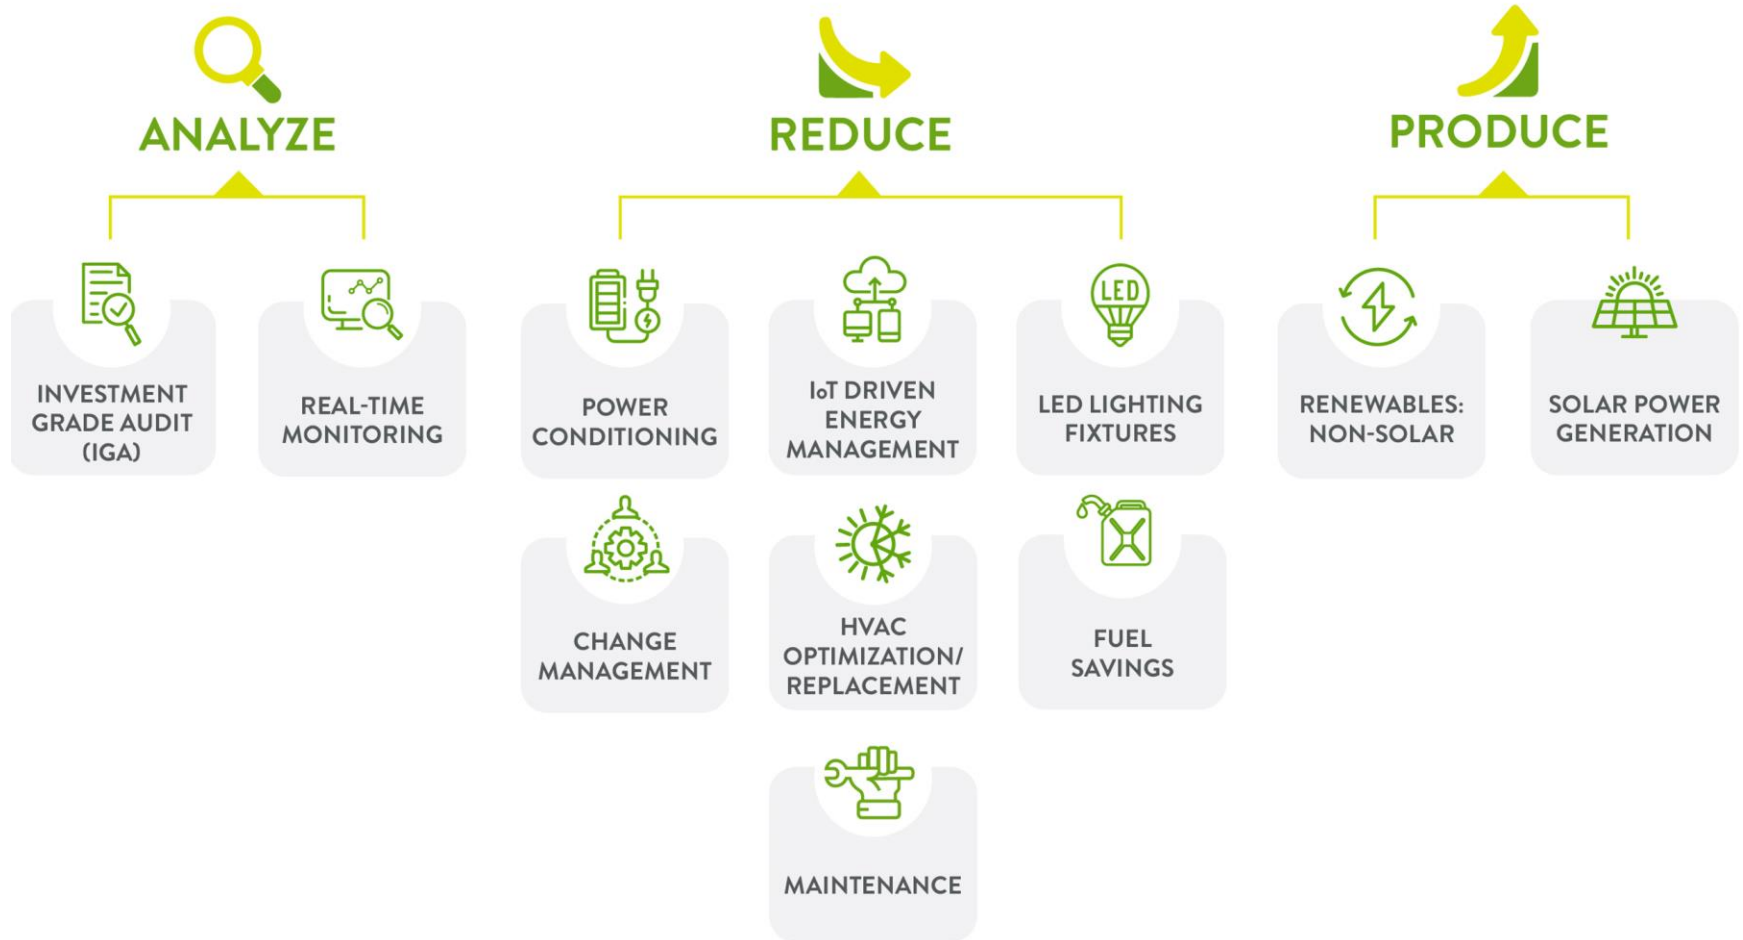 ANALYZE
REDUCE
PRODUCE
INVESTMENT
GRADE AUDIT
(IGA)
REAL-TIME
MONITORING
POWER
CONDITIONING
IoT DRIVEN
ENERGY
MANAGEMENT
LED
LED LIGHTING
FIXTURES
RENEWABLES:
NON-SOLAR
SOLAR POWER
GENERATION
CHANGE
MANAGEMENT
HVAC
OPTIMIZATION/
REPLACEMENT
FUEL
SAVINGS
MAINTENANCE